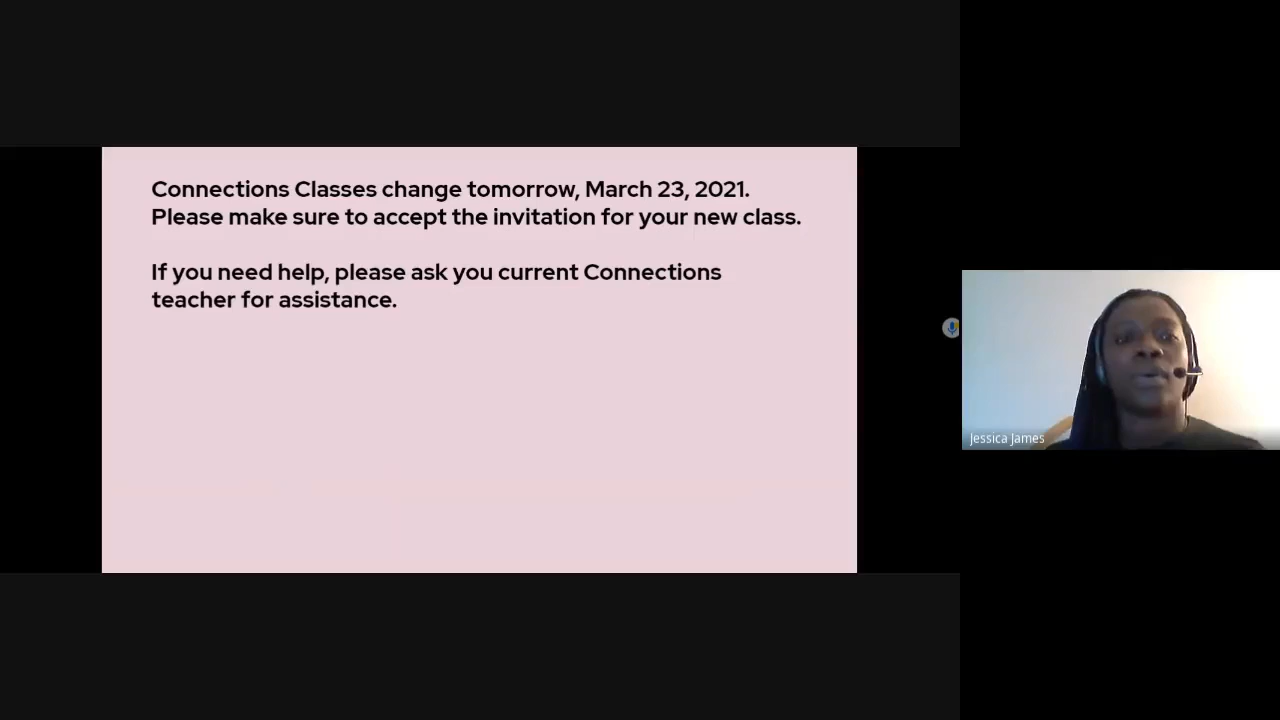 Connections Classes change tomorrow, March 23, 2021.
Please make sure to accept the invitation for your new class.
If you need help, please ask you current Connections
teacher for assistance.
Jessica James